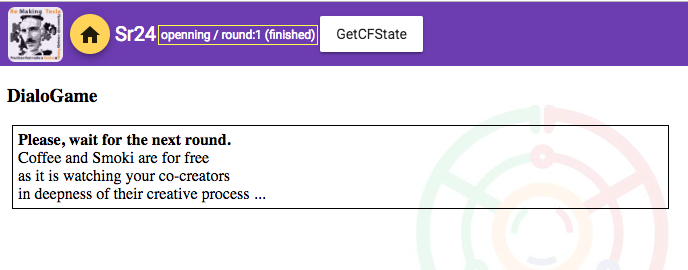 Re Making Tesla
Sr24 openning / round:1 (finished) GetCFState
DialoGame
Please, wait for the next round.
Coffee and Smoki are for free
as it is watching your co-creators
in deepness of their creative process ...